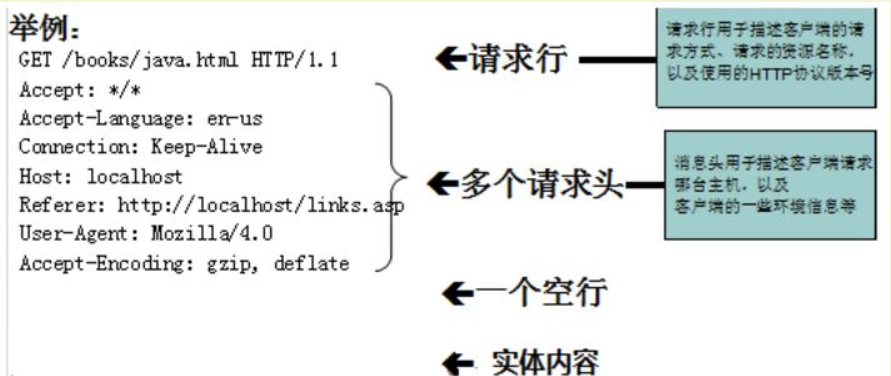 举例：
GET /books/java.html HTTP/1.1
Accept: */*
Accept-Language: en-us
Connection: Keep-Alive
Host: localhost
Referer: http://localhost/links.asp
User-Agent: Mozilla/4.0
Accept-Encoding: gzip, deflate
请求行
请求行用于描述客户端的请
求方式、请求的资源名称，
以及使用的HTTP协议版本号
多个请求头
消息头用于描述客户端请求
哪台主机，以及
客户端的一些环境信息等
一个空行
实体内容